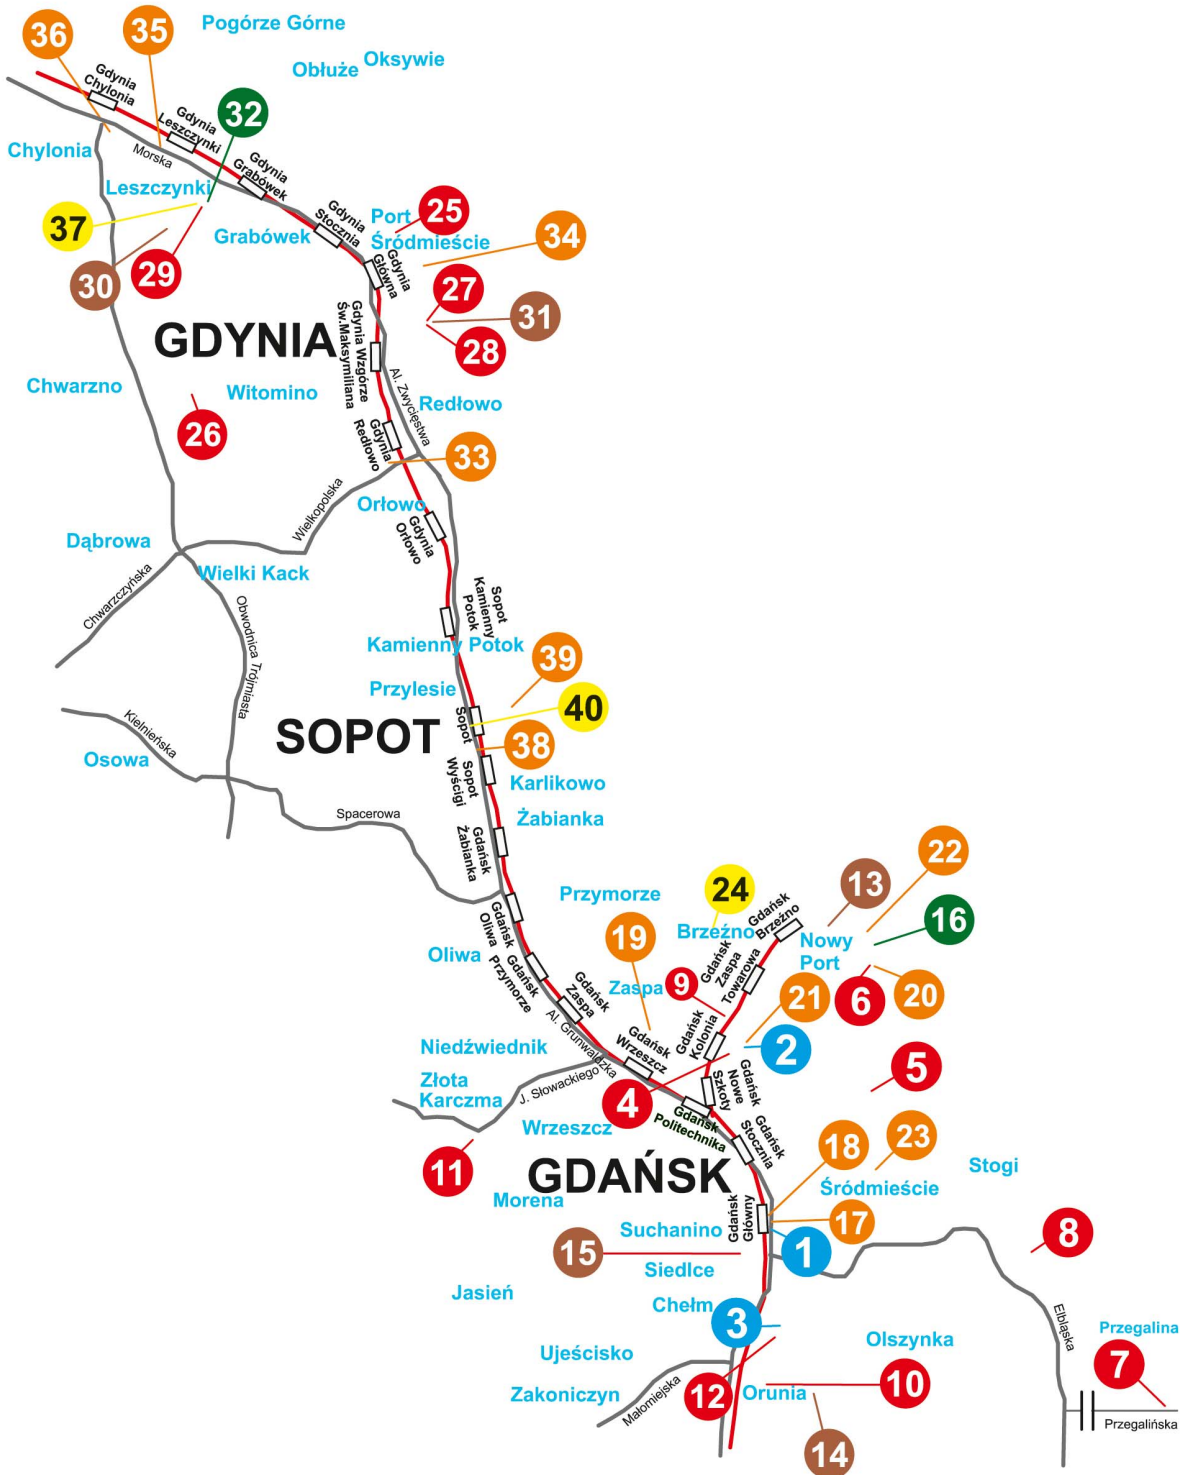 Pogórze Górne
36
35
Obłuże
Oksywie
Gdynia
Chylonia
Gdynia
Leszczynki
32
Chylonia
Morska
Gdynia
Grabówek
Leszczynki
37
Grabówek
Gdynia
Stocznia
Port
25
Śródmieście
34
30
29
Gdynia
Główna
27
31
28
GDYNIA
Gdynia Wzgórze
Św.Maksymiliana
Al. Zwycięstwa
Chwarzno
Witomino
Redłowo
26
Gdynia
Redłowo
33
Wielkopolska
Orłowo
Gdynia
Orłowo
Dąbrowa
Wielki Kack
Chwarzczyńska
Obwodnica Trójmiasta
Sopot
Kamienny
Potok
Kamienny Potok
39
Przylesie
40
Kielnieńska
SOPOT
Sopot
38
Osowa
Sopot
Wyścigi
Karlikowo
Spacerowa
Żabianka
Gdańsk
Żabianka
22
Przymorze
24
13
Gdańsk
Brzeźno
16
Gdańsk
Oliwa
Brzeźno
19
Nowy
Port
Oliwa
Gdańsk
Przymorze
Gdańsk
Zaspa
Towarowa
Zaspa
9
21
6
20
Gdańsk
Zaspa
Al. Grunwaldzka
Gdańsk
Kolonia
2
Niedźwiednik
Gdańsk
Wrzeszcz
5
Złota
Karczma
J. Słowackiego
4
Gdańsk
Nowe
Szkoty
Wrzeszcz
Gdańsk
Politechnika
Gdańsk
Stocznia
18
23
11
GDAŃSK
Stogi
Śródmieście
Morena
Suchanino
Gdańsk
Główny
17
15
1
8
Siedlce
Jasień
Chełm
3
Elbląska
Przegalina
Ujeścisko
Olszynka
7
Zakoniczyn
12
Orunia
10
Małomiejska
Przegalińska
14